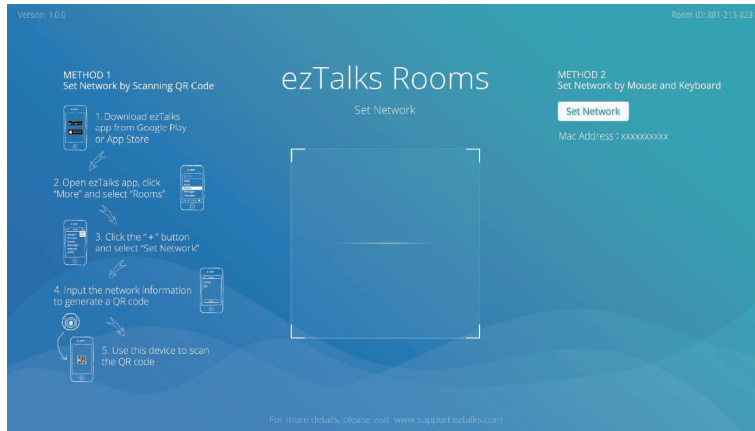 Version: 1.0.0
Room ID: 881-213-823
ezTalks Rooms
Set Network
METHOD 1
Set Network by Scanning QR Code
1. Download ezTalks
app from Google Play
or App Store
2. Open ezTalks app, click
"More" and select "Rooms".
3. Click the "+" button
and select "Set Network"
4. Input the network information
to generate a QR code
5. Use this device to scan
the QR code
METHOD 2
Set Network by Mouse and Keyboard
Set Network
Mac Address : xxxxxxxxxx
For more details, please visit: www.support.eztalks.com